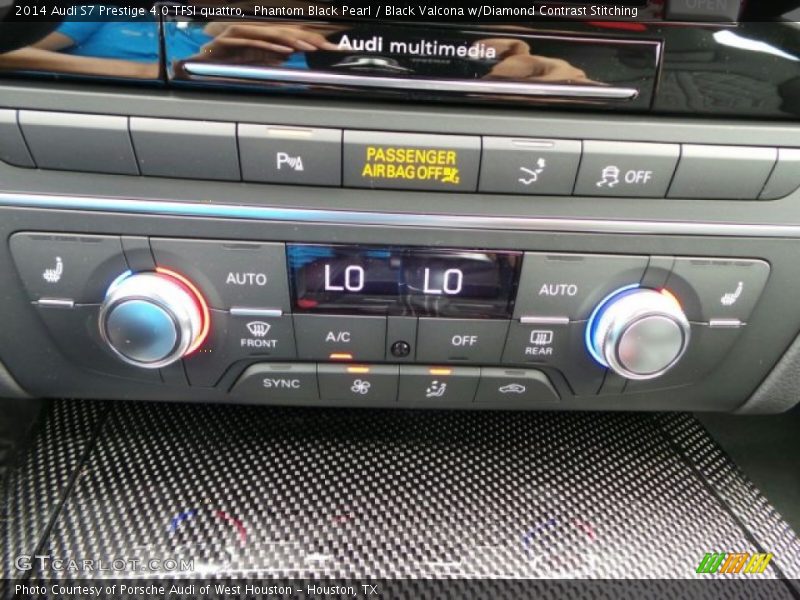 2014 Audi S7 Prestige 4.0 TFSI quattro,  Phantom Black Pearl / Black Valcona w/Diamond Contrast Stitching
OPEN
Audi multimedia
P
PASSENGER
AIRBAG OFF
OFF
AUTO
LO
LO
AUTO
FRONT
A/C
OFF
REAR
SYNC
GTCarLot.com
Photo Courtesy of Porsche Audi of West Houston - Houston, TX